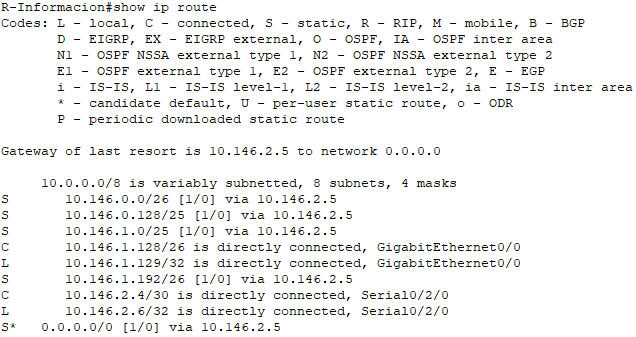 R-Informacion#show ip route
Codes: L - local, C - connected, S - static, R - RIP, M - mobile, B - BGP
D - EIGRP, EX - EIGRP external, O - OSPF, IA - OSPF inter area
N1 - OSPF NSSA external type 1, N2 - OSPF NSSA external type 2
E1 - OSPF external type 1, E2 - OSPF external type 2, E - EGP
i - IS-IS, L1 - IS-IS level-1, L2 - IS-IS level-2, ia - IS-IS inter area
* - candidate default, U - per-user static route, o - ODR
P - periodic downloaded static route
Gateway of last resort is 10.146.2.5 to network 0.0.0.0
10.0.0.0/8 is variably subnetted, 8 subnets, 4 masks
S 10.146.0.0/26 [1/0] via 10.146.2.5
S 10.146.0.128/25 [1/0] via 10.146.2.5
S 10.146.1.0/25 [1/0] via 10.146.2.5
C 10.146.1.128/26 is directly connected, GigabitEthernet0/0
L 10.146.1.129/32 is directly connected, GigabitEthernet0/0
S 10.146.1.192/26 [1/0] via 10.146.2.5
C 10.146.2.4/30 is directly connected, Serial0/2/0
L 10.146.2.6/32 is directly connected, Serial0/2/0
S* 0.0.0.0/0 [1/0] via 10.146.2.5